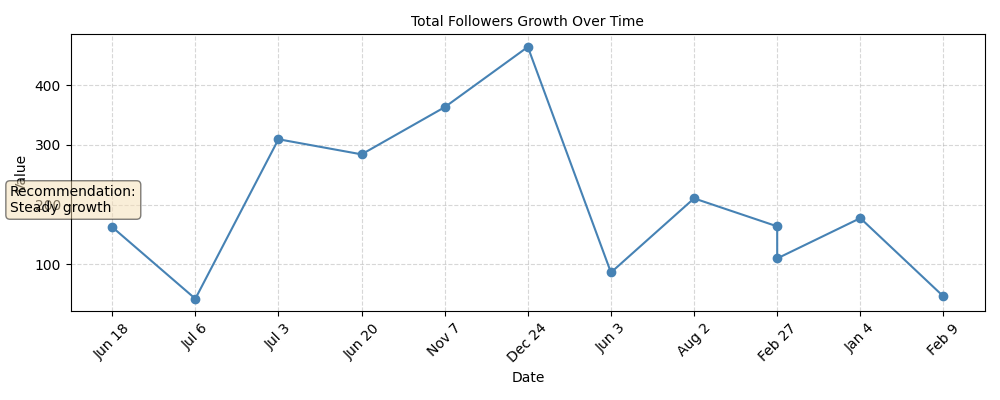 Total Followers Growth Over Time
400
300
200
100
Value
Recommendation:
Steady growth
Jun 18
Jul 6
Jul 3
Jun 20
Nov 7
Dec 24
Jun 3
Aug 2
Feb 27
Jan 4
Feb 9
Date